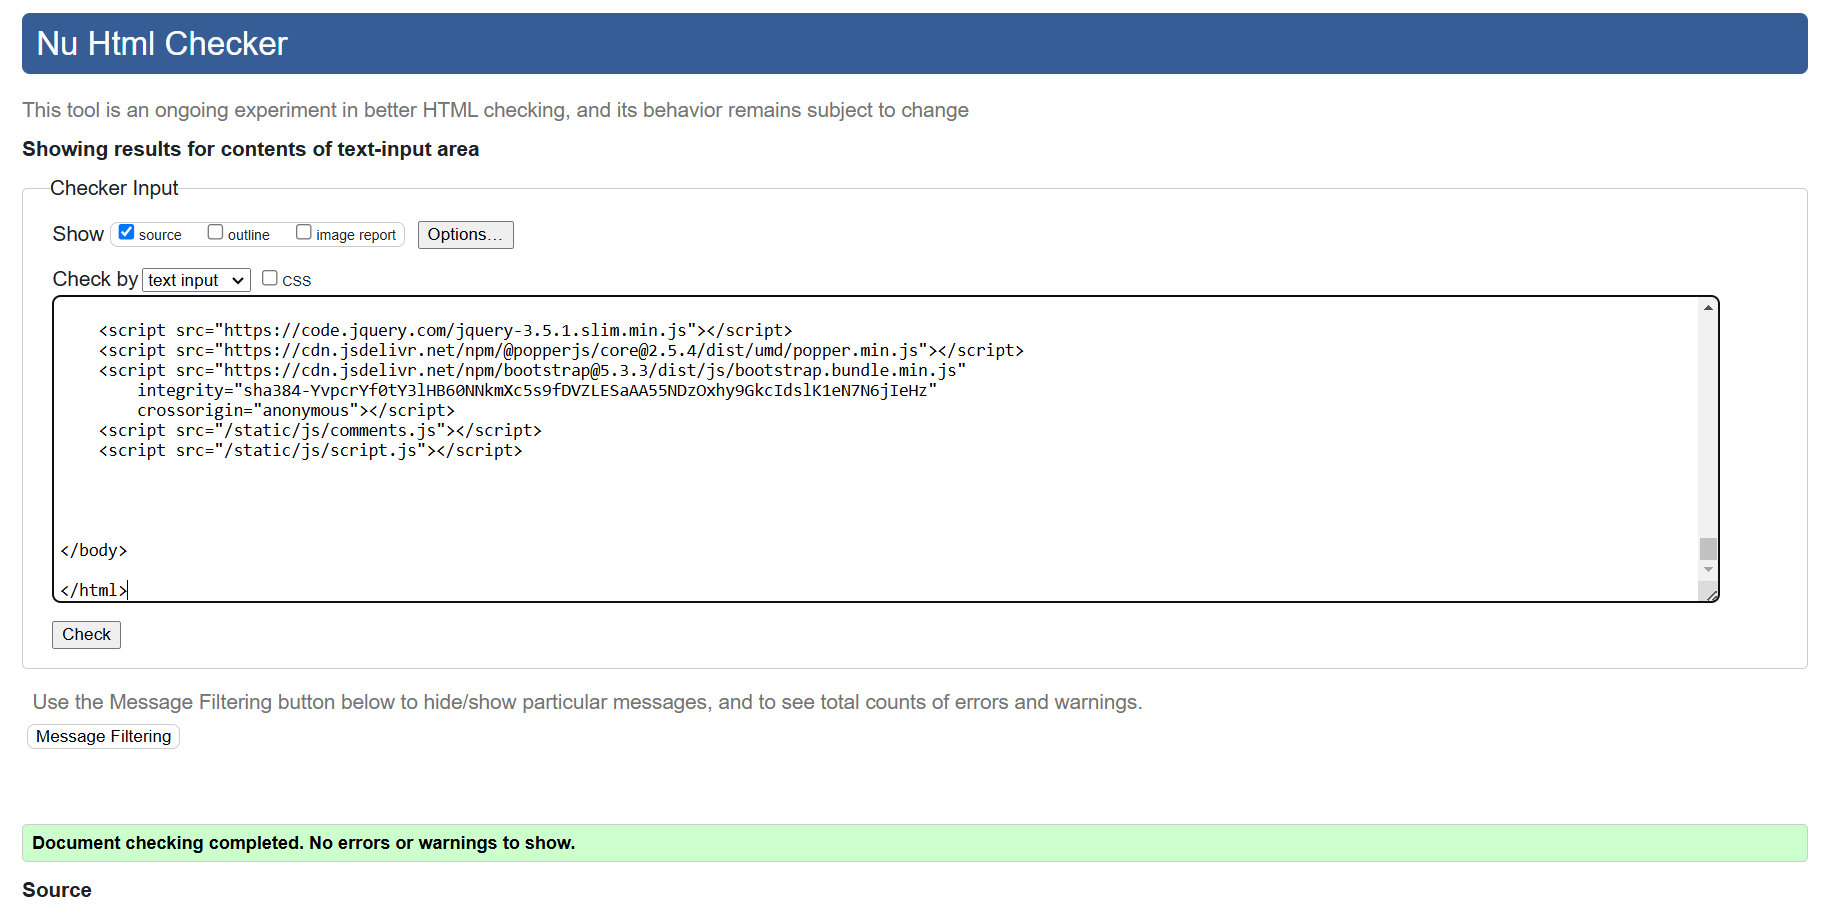 Nu Html Checker
This tool is an ongoing experiment in better HTML checking, and its behavior remains subject to change
Showing results for contents of text-input area
Checker Input
Show source outline image report Options...
Check by text input CSS
<script src="https://code.jquery.com/jquery-3.5.1.slim.min.js"></script>
<script src="https://cdn.jsdelivr.net/npm/@popperjs/core@2.5.4/dist/umd/popper.min.js"></script>
<script src="https://cdn.jsdelivr.net/npm/bootstrap@5.3.3/dist/js/bootstrap.bundle.min.js"
integrity="sha384-YvpcrYf0tY3lHB60NNkmXc5s9fDVZLESaAA55NDzOxhy9GkcIdslK1eN7N6jIeHz"
crossorigin="anonymous"></script>
<script src="/static/js/comments.js"></script>
<script src="/static/js/script.js"></script>
</body>
</html>
Check
Use the Message Filtering button below to hide/show particular messages, and to see total counts of errors and warnings.
Message Filtering
Document checking completed. No errors or warnings to show.
Source